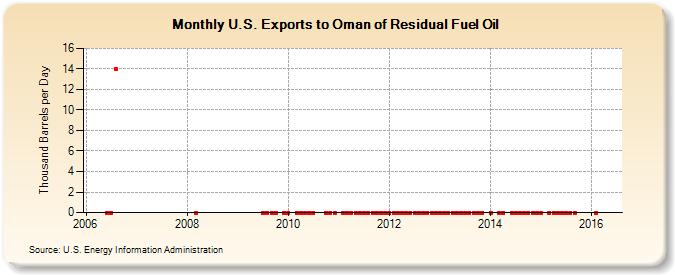 Monthly U.S. Exports to Oman of Residual Fuel Oil
Thousand Barrels per Day
16
14
12
10
8
6
4
2
0
2006 2008 2010 2012 2014 2016
Source: U.S. Energy Information Administration